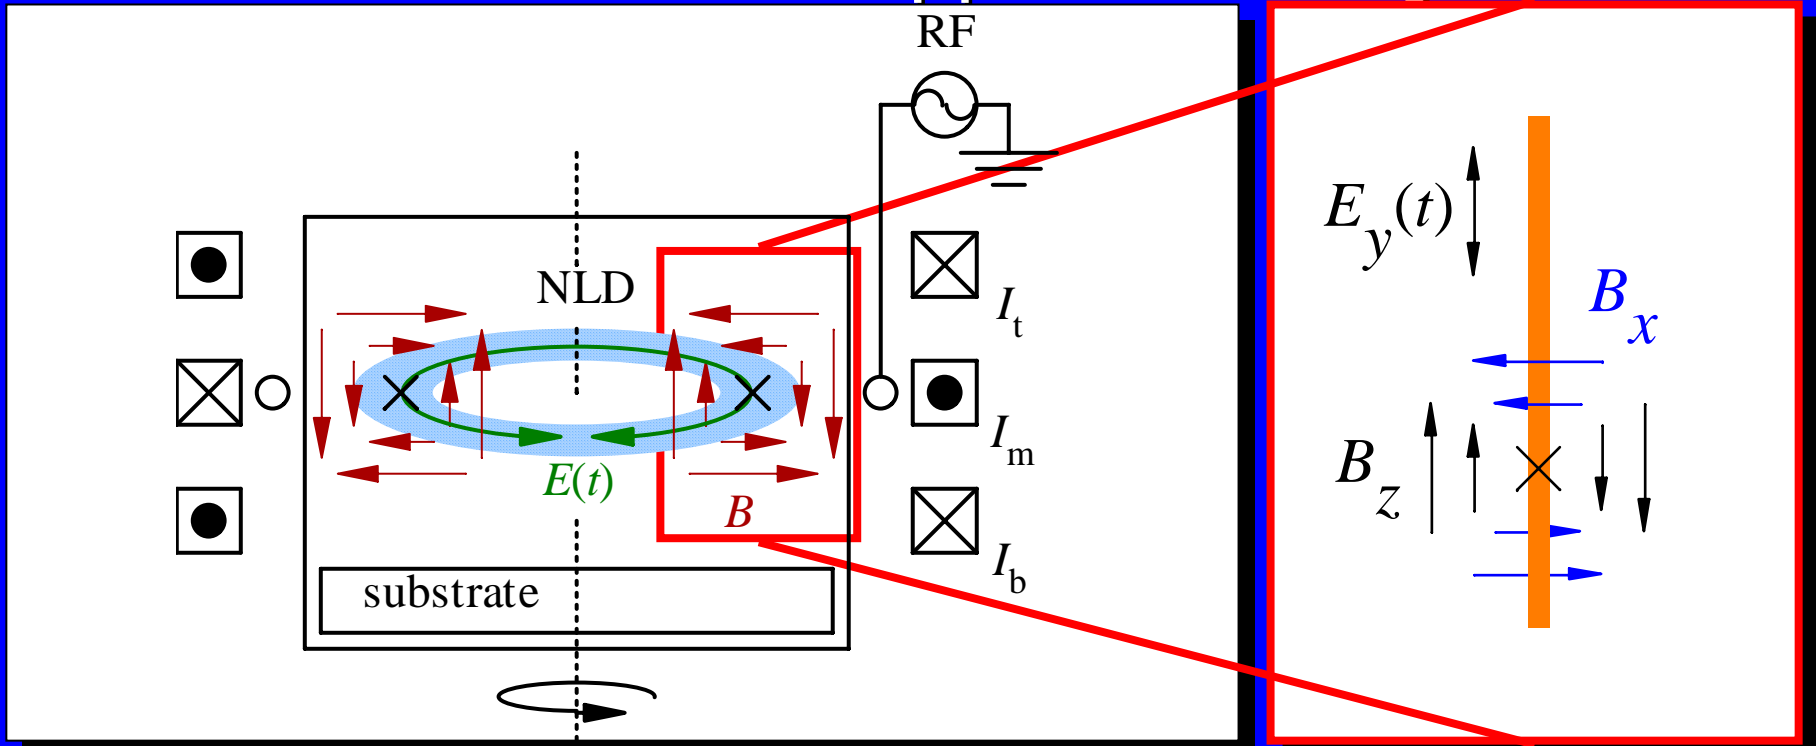 RF
NLD
I_t
E(t)
I_m
B
I_b
substrate
E_y(t)
B_x
B_z